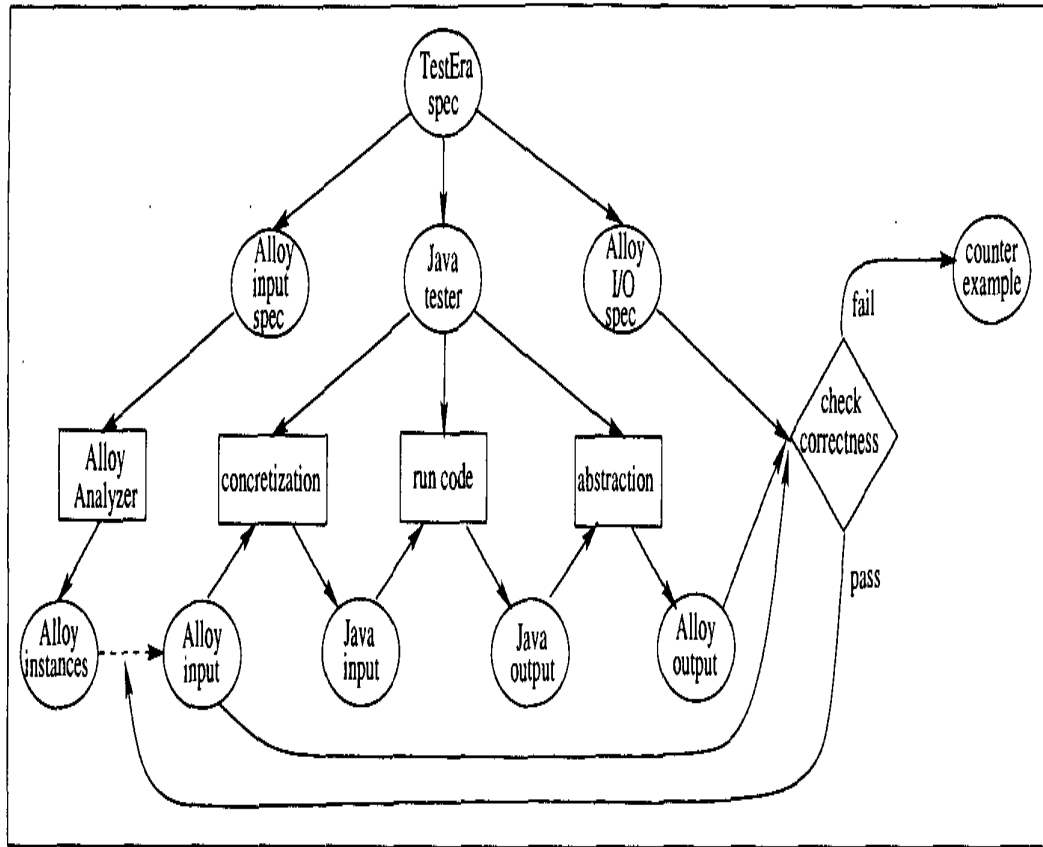 TestEra
spec
Alloy
input
spec
Java
tester
Alloy
I/O
spec
counter
example
fail
check
correctness
Alloy
Analyzer
concretization
run code
abstraction
pass
Alloy
instances
Alloy
input
Java
input
Java
output
Alloy
output